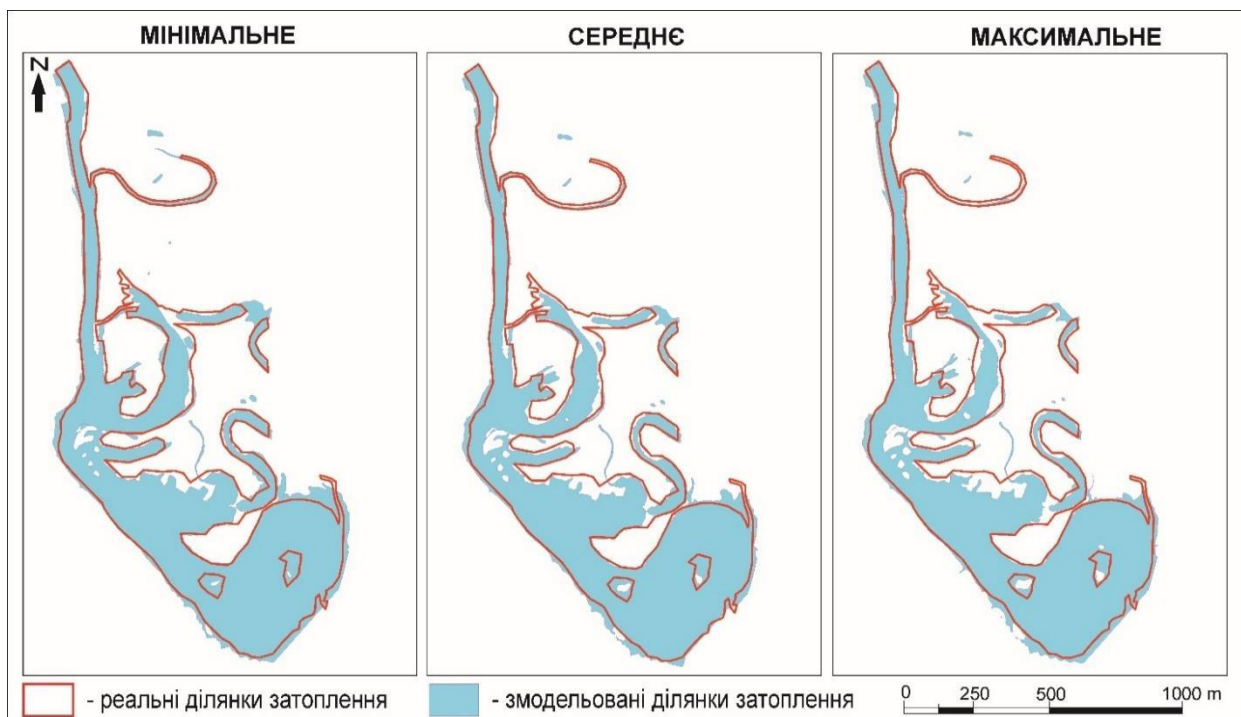 МІНІМАЛЬНЕ
СЕРЕДНЄ
МАКСИМАЛЬНЕ
N
- реальні ділянки затоплення
- змодельовані ділянки затоплення
0 250 500 1000 m